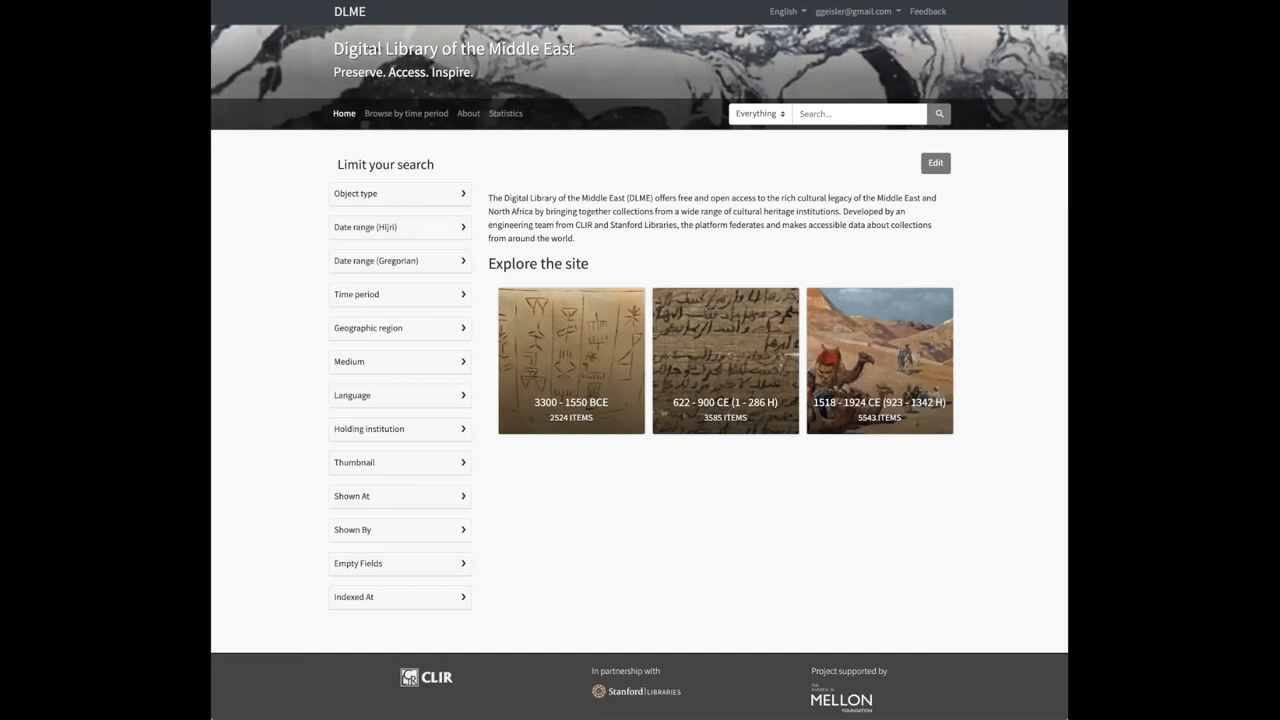 DLME
English
ggeisler@gmail.com
Feedback
Digital Library of the Middle East
Preserve. Access. Inspire.
Home
Browse by time period
About
Statistics
Everything
Search...
Limit your search
Edit
Object type
Date range (Hijri)
Date range (Gregorian)
Time period
Geographic region
Medium
Language
Holding institution
Thumbnail
Shown At
Shown By
Empty Fields
Indexed At
The Digital Library of the Middle East (DLME) offers free and open access to the rich cultural legacy of the Middle East and
North Africa by bringing together collections from a wide range of cultural heritage institutions. Developed by an
engineering team from CLIR and Stanford Libraries, the platform federates and makes accessible data about collections
from around the world.
Explore the site
3300 - 1550 BCE
2524 ITEMS
622 - 900 CE (1 - 286 H)
3585 ITEMS
1518 - 1924 CE (923 - 1342 H)
5543 ITEMS
CLIR
In partnership with
Stanford LIBRARIES
Project supported by
THE
ANDREW W.
MELLON
FOUNDATION